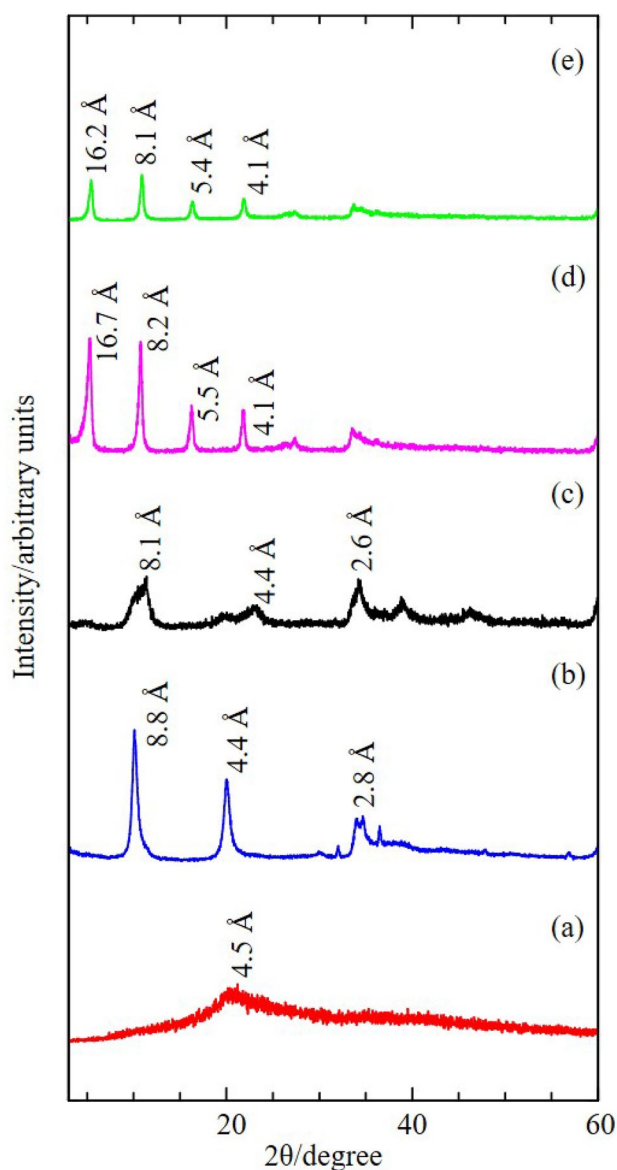 (e)
16.2 Å
8.1 Å
5.4 Å
4.1 Å
(d)
16.7 Å
8.2 Å
5.5 Å
4.1 Å
(c)
8.1 Å
4.4 Å
2.6 Å
(b)
8.8 Å
4.4 Å
2.8 Å
(a)
4.5 Å
Intensity/arbitrary units
20
40
60
2θ/degree